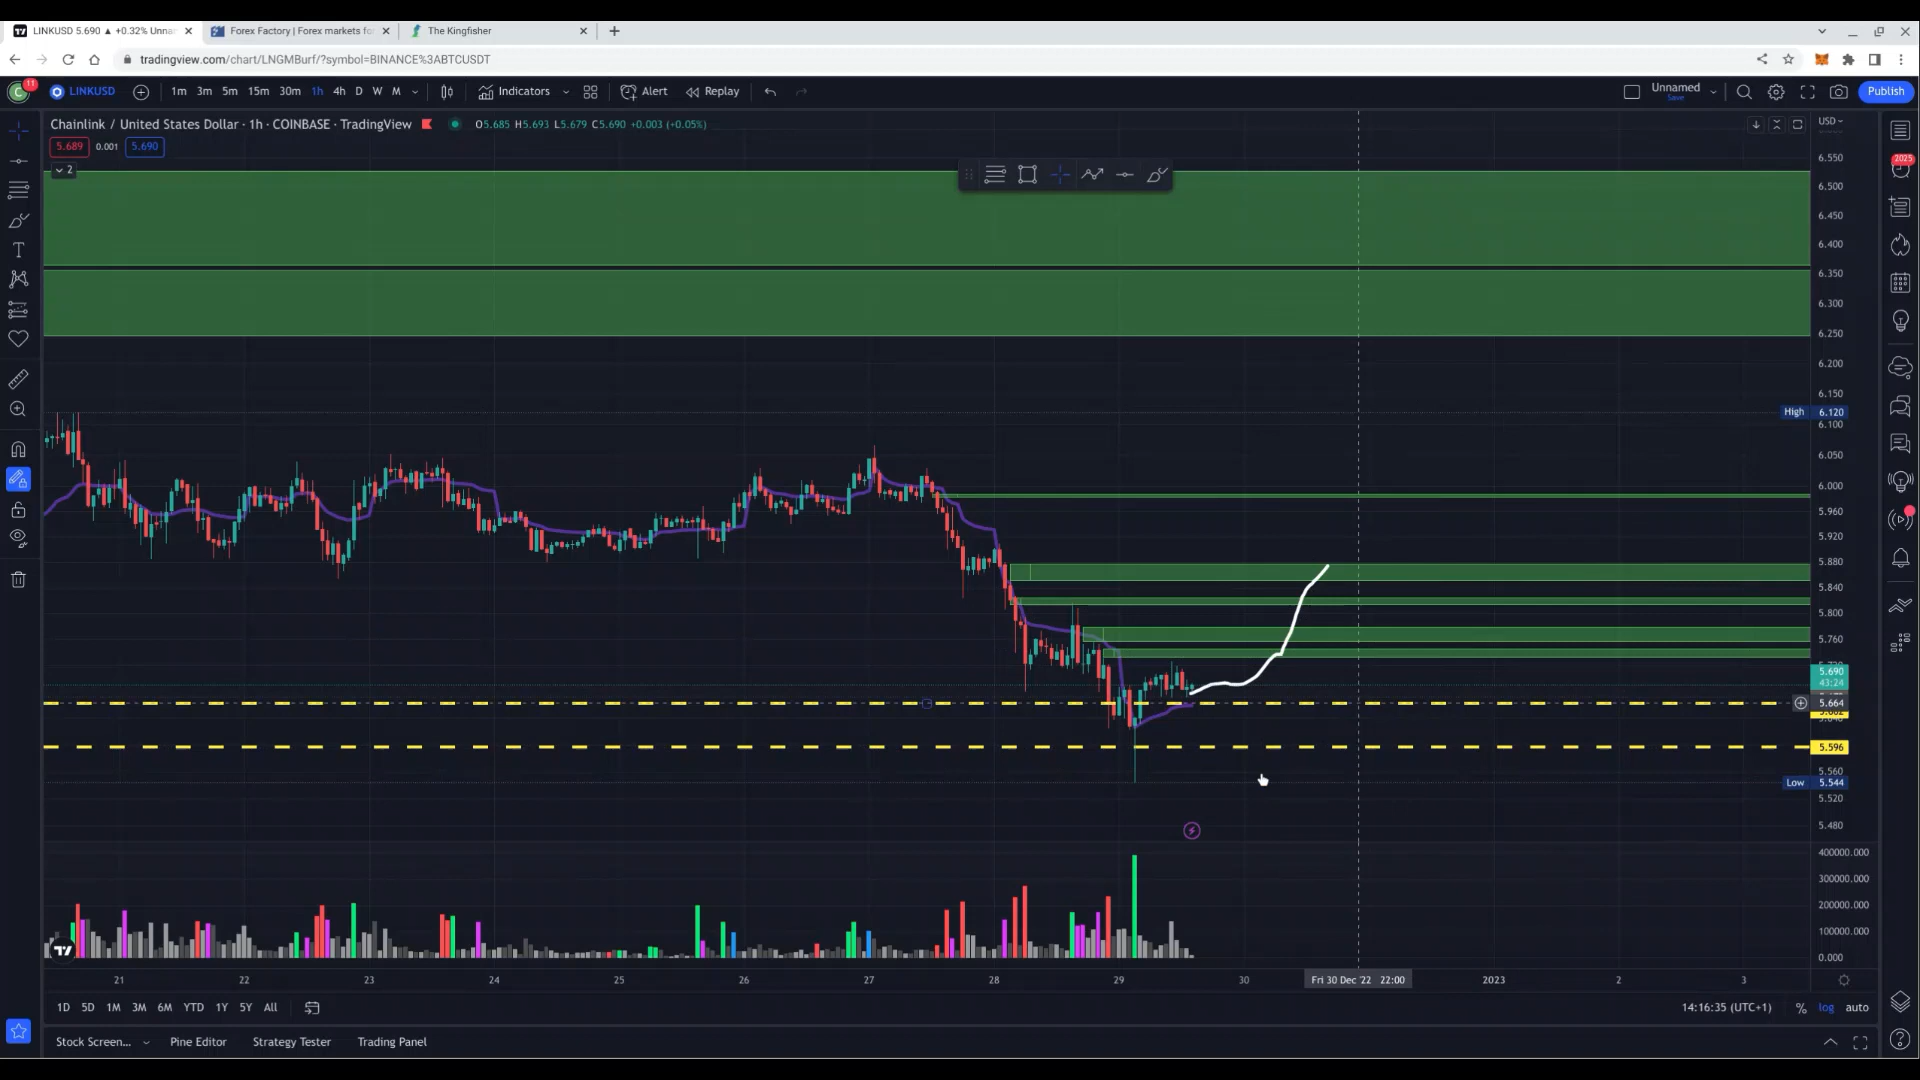 LINKUSD 5.690 ▲ +0.32% Unna
Forex Factory | Forex markets fo
The Kingfisher
tradingview.com/chart/LNGMBurf/?symbol=BINANCE%3ABTCUSDT
C
11
LINKUSD
1m 3m 5m 15m 30m 1h 4h D W M
Indicators
Alert
Replay
Unnamed
Save
Publish
Chainlink / United States Dollar · 1h · COINBASE · TradingView
O5.685 H5.693 L5.679 C5.690 +0.003 (+0.05%)
USD
5.689 0.001 5.690
2
2025
6.550
6.500
6.450
6.400
6.350
6.300
6.250
6.200
6.150
High 6.120
6.100
6.050
6.000
5.960
5.920
5.880
5.840
5.800
5.760
5.690
43:24
5.664
5.596
5.560
Low 5.544
5.520
5.480
400000.000
300000.000
200000.000
100000.000
0.000
21 22 23 24 25 26 27 28 29 30 Fri 30 Dec '22 22:00 2023 2 3
1D 5D 1M 3M 6M YTD 1Y 5Y All
14:16:35 (UTC+1) % log auto
Stock Screen... Pine Editor Strategy Tester Trading Panel